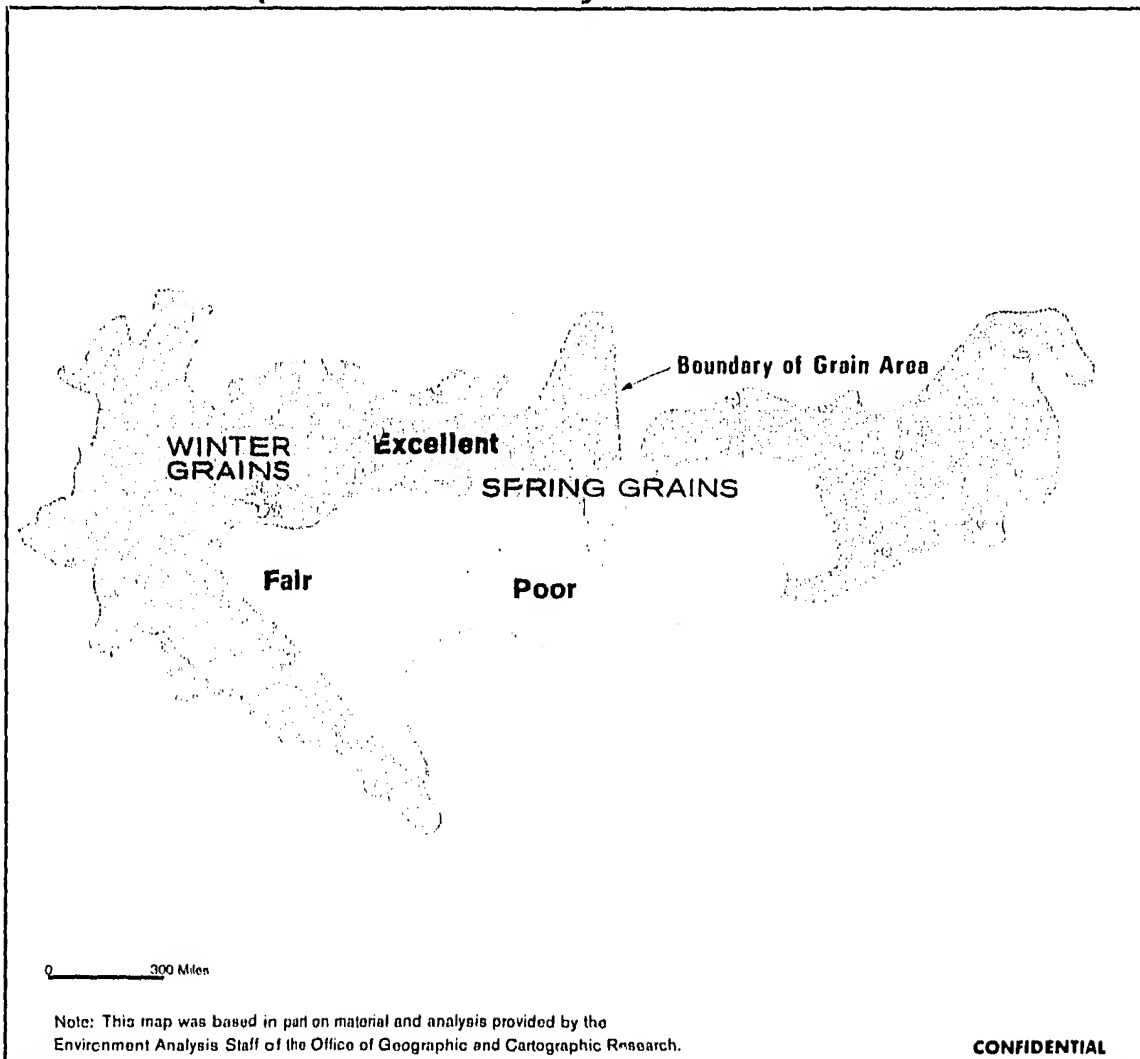 Boundary of Grain Area
WINTER
GRAINS
Excellent
SPRING GRAINS
Fair
Poor
0 300 Miles
Note: This map was based in part on material and analysis provided by the
Environment Analysis Staff of the Office of Geographic and Cartographic Research.
CONFIDENTIAL